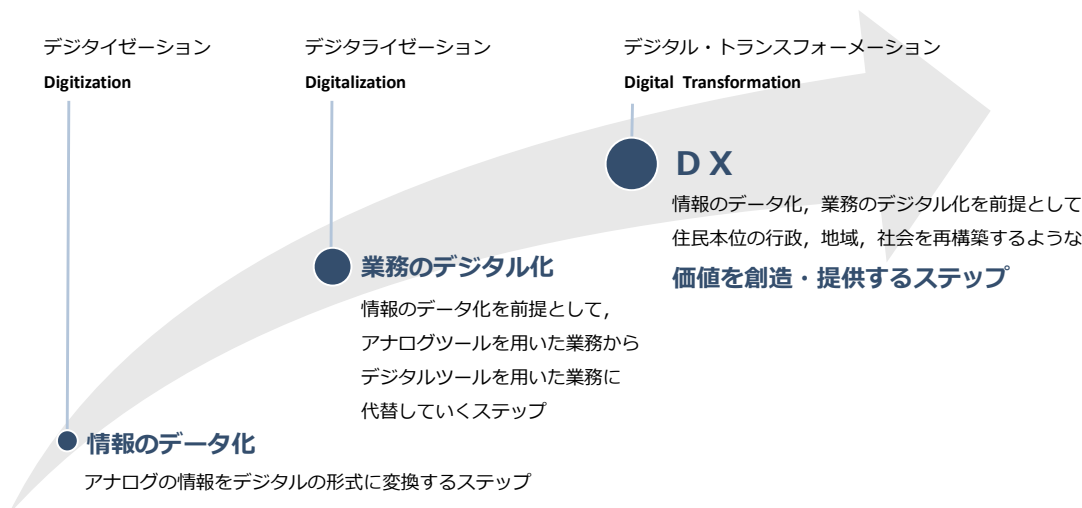 デジタイゼーション
Digitization
情報のデータ化
アナログの情報をデジタルの形式に変換するステップ
デジタライゼーション
Digitalization
業務のデジタル化
情報のデータ化を前提として，
アナログツールを用いた業務から
デジタルツールを用いた業務に
代替していくステップ
デジタル・トランスフォーメーション
Digital Transformation
ＤＸ
情報のデータ化，業務のデジタル化を前提として
住民本位の行政，地域，社会を再構築するような
価値を創造・提供するステップ